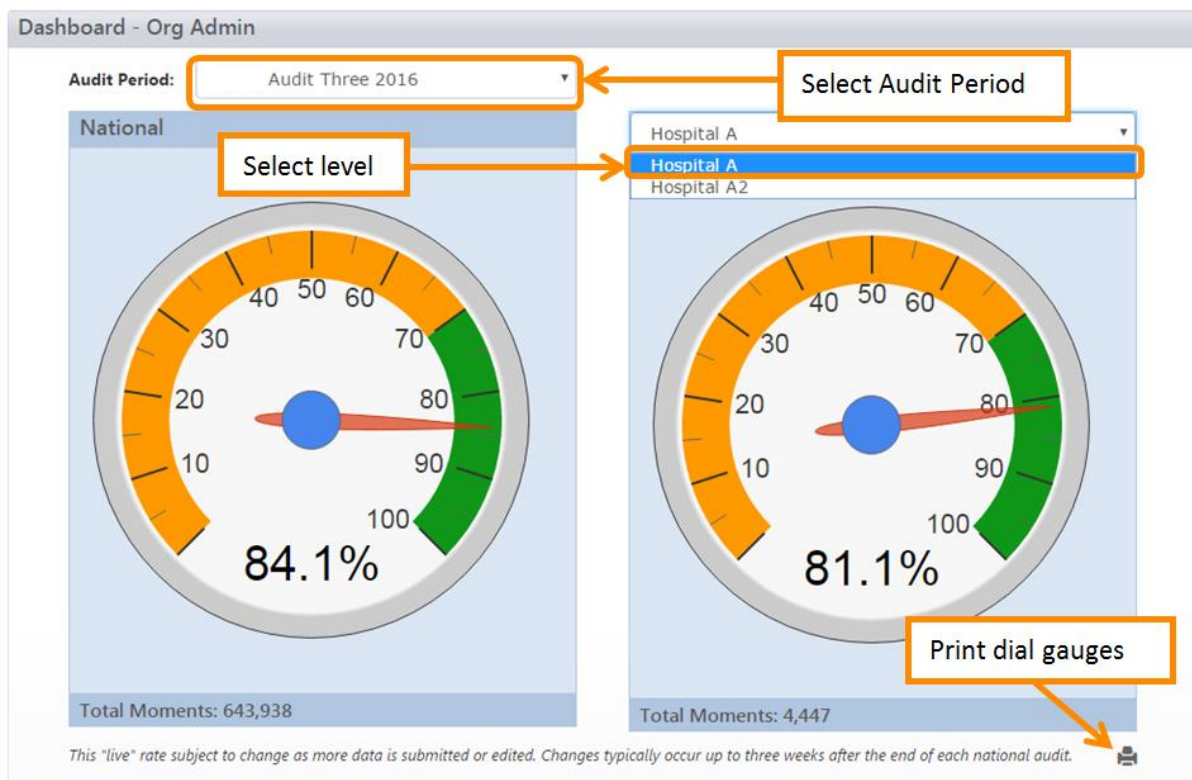 Dashboard - Org Admin
Audit Period:
Audit Three 2016
Select Audit Period
National
Hospital A
Select level
Hospital A
Hospital A2
10
20
30
40
50
60
70
80
90
100
84.1%
10
20
30
40
50
60
70
80
90
100
81.1%
Print dial gauges
Total Moments: 643,938
Total Moments: 4,447
This "live" rate subject to change as more data is submitted or edited. Changes typically occur up to three weeks after the end of each national audit.